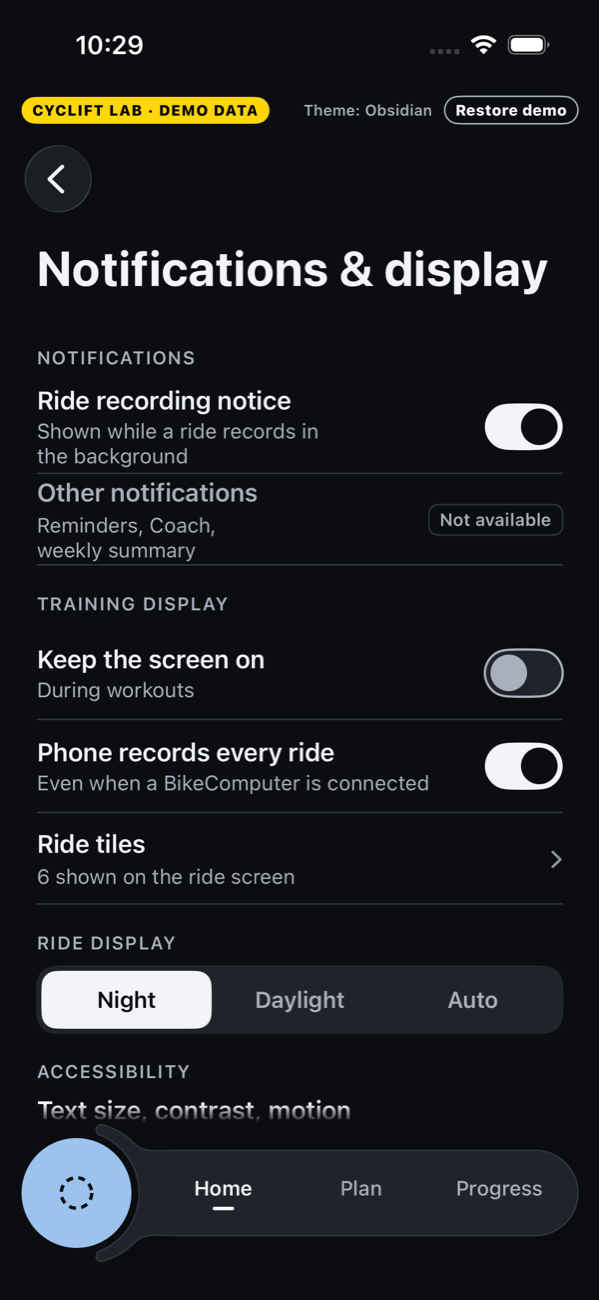 10:29
CYCLIFT LAB · DEMO DATA
Theme: Obsidian
Restore demo
Notifications & display
NOTIFICATIONS
Ride recording notice
Shown while a ride records in
the background
Other notifications
Reminders, Coach,
weekly summary
Not available
TRAINING DISPLAY
Keep the screen on
During workouts
Phone records every ride
Even when a BikeComputer is connected
Ride tiles
6 shown on the ride screen
RIDE DISPLAY
Night
Daylight
Auto
ACCESSIBILITY
Text size, contrast, motion
Home
Plan
Progress